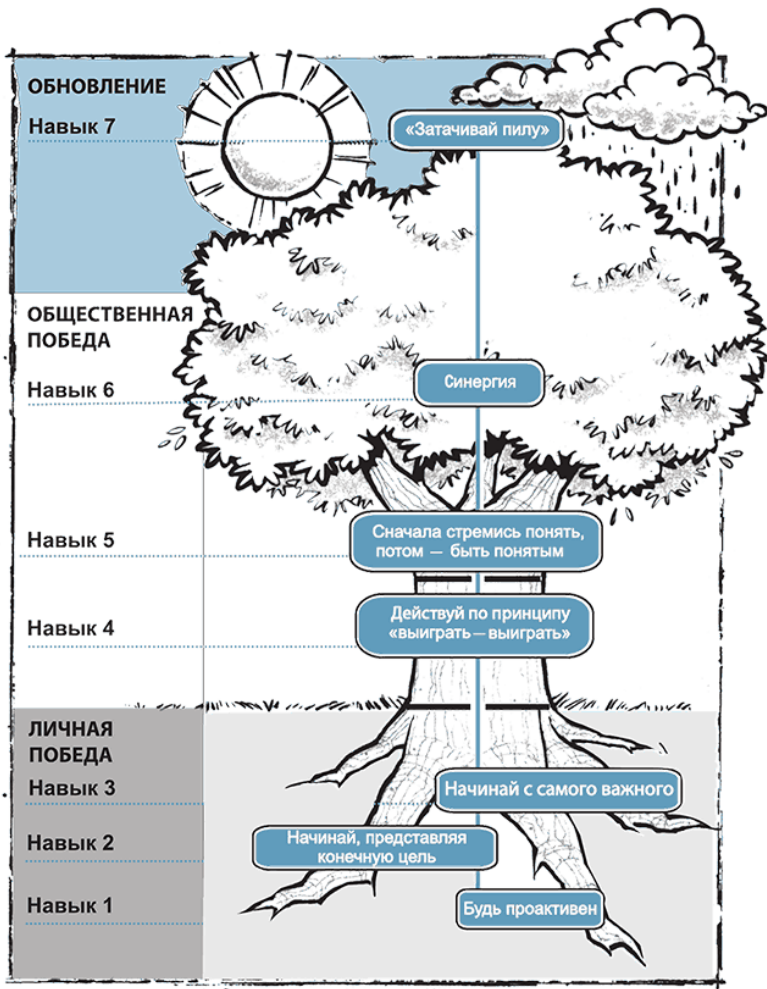 ОБНОВЛЕНИЕ
Навык 7
«Затачивай пилу»
ОБЩЕСТВЕННАЯ
ПОБЕДА
Навык 6
Синергия
Навык 5
Сначала стремись понять,
потом — быть понятым
Навык 4
Действуй по принципу
«выиграть — выиграть»
ЛИЧНАЯ
ПОБЕДА
Навык 3
Начинай с самого важного
Навык 2
Начинай, представляя
конечную цель
Навык 1
Будь проактивен